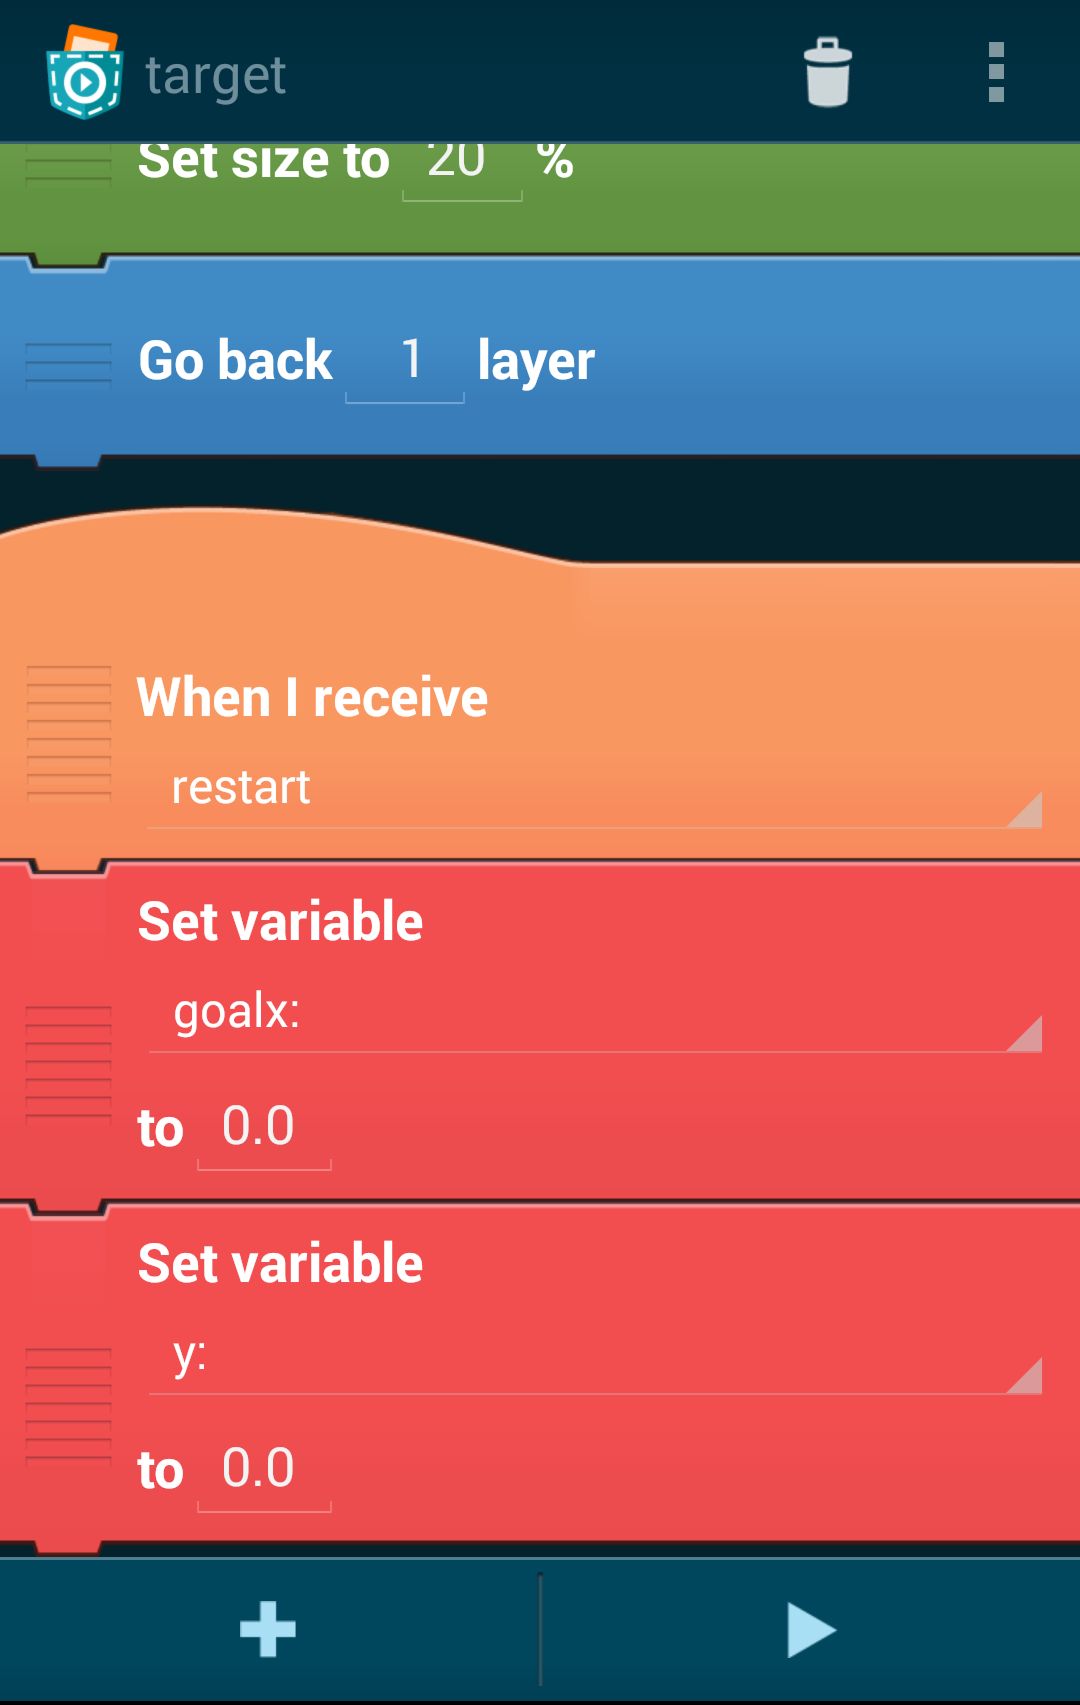 target
Set size to 20 %
Go back 1 layer
When I receive
restart
Set variable
goalx:
to 0.0
Set variable
y:
to 0.0